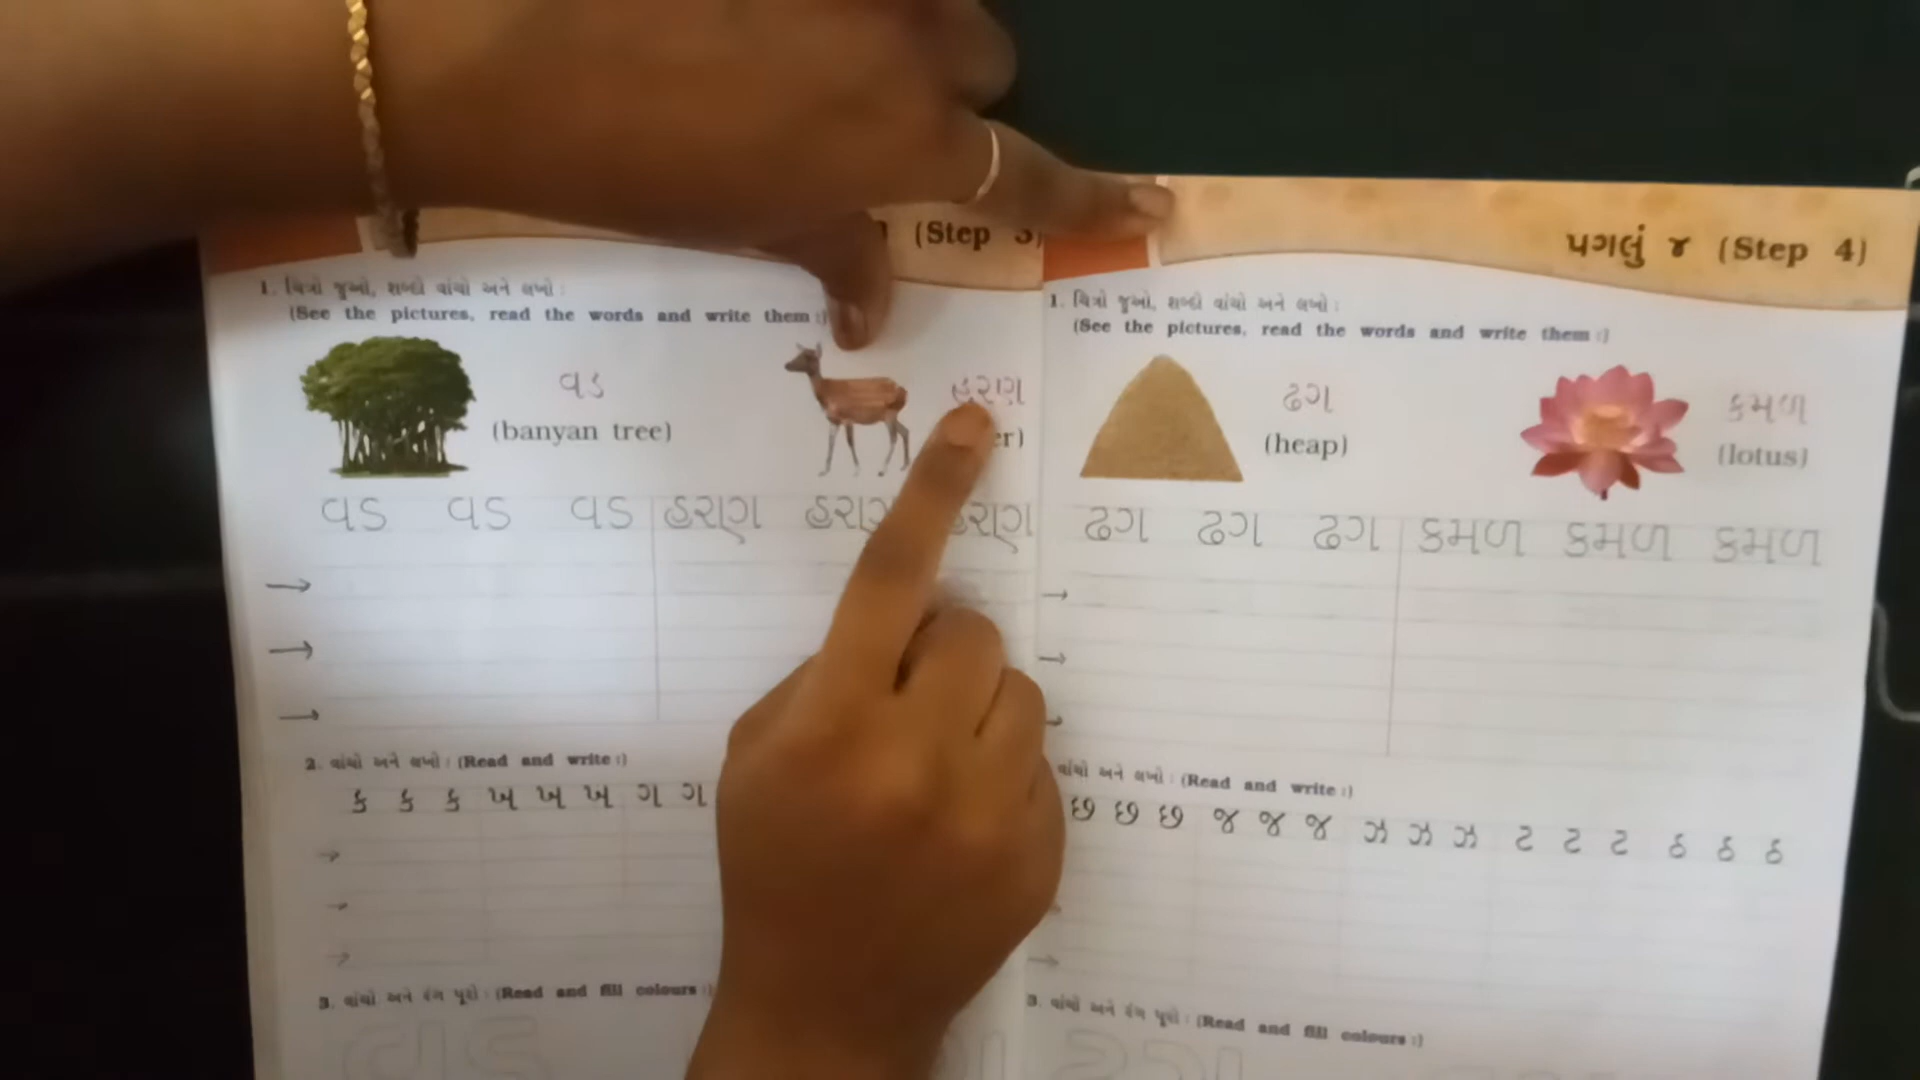 (Step 3)
1. ચિત્રો જુઓ, શબ્દો વાંચો અને લખો :
(See the pictures, read the words and write them :)
વડ
(banyan tree)
હરણ
વડ વડ વડ હરણ હરણ હરણ
2. વાંચો અને લખો : (Read and write :)
ક ક ક ખ ખ ખ ગ ગ
3. વાંચો અને રંગ પૂરો : (Read and fill colours :)
વડ
પગલું ૪ (Step 4)
1. ચિત્રો જુઓ, શબ્દો વાંચો અને લખો :
(See the pictures, read the words and write them :)
ઢગ
(heap)
કમળ
(lotus)
ઢગ ઢગ ઢગ કમળ કમળ કમળ
વાંચો અને લખો : (Read and write :)
છ છ છ જ જ જ ઝ ઝ ઝ ટ ટ ટ ઠ ઠ ઠ
3. વાંચો અને રંગ પૂરો : (Read and fill colours :)